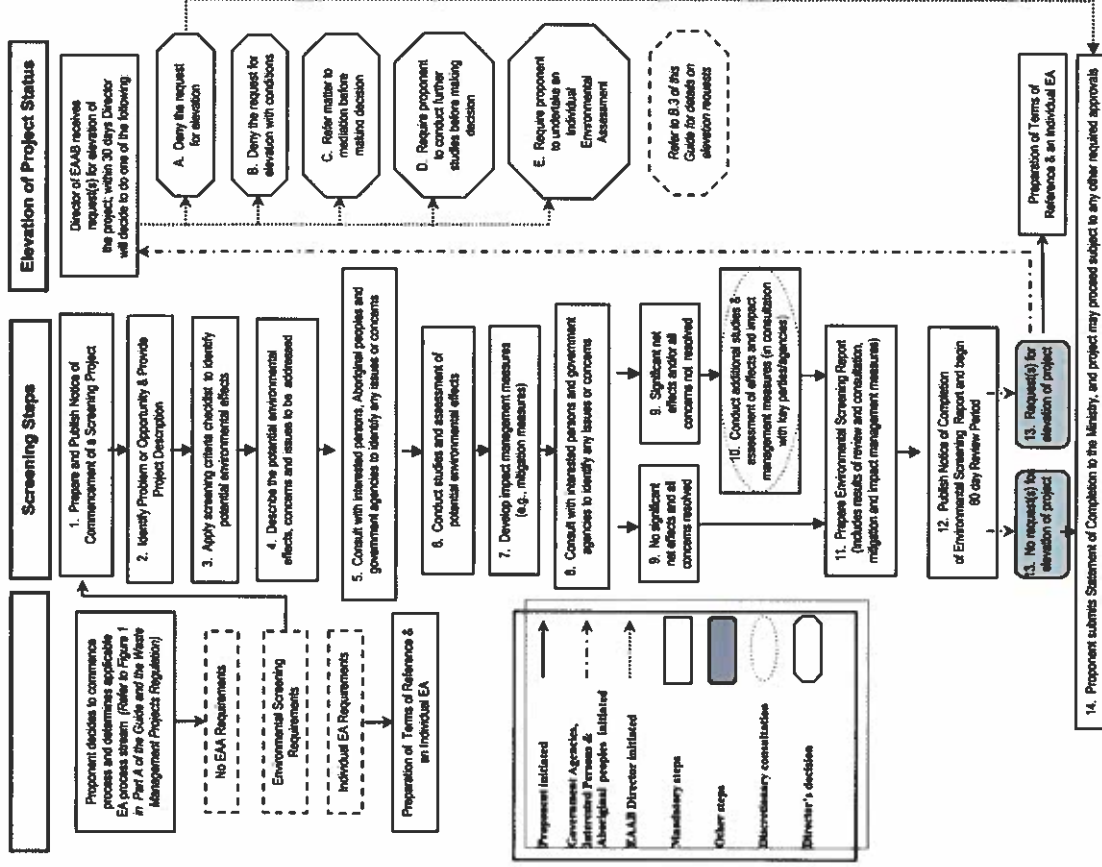 Screening Steps
Elevation of Project Status
Proponent decides to commence
process and determines applicable
EA process stream (Refer to Figure 1
in Part A of the Guide and the Waste
Management Projects Regulation)
No EAA Requirements
Environmental Screening
Requirements
Individual EA Requirements
Preparation of Terms of Reference &
an Individual EA
1. Prepare and Publish Notice of
Commencement of a Screening Project
2. Identify Problem or Opportunity & Provide
Project Description
3. Apply screening criteria checklist to identify
potential environmental effects
4. Describe the potential environmental
effects, concerns and issues to be addressed
5. Consult with interested persons, Aboriginal peoples and
government agencies to identify any issues or concerns
6. Conduct studies and assessment of
potential environmental effects
7. Develop impact management measures
(e.g., mitigation measures)
8. Consult with interested persons and government
agencies to identify any issues or concerns
9. No significant
net effects and all
concerns resolved
9. Significant net
effects and/or all
concerns not resolved
10. Conduct additional studies &
assessment of effects and impact
management measures (in consultation
with key parties/agencies)
11. Prepare Environmental Screening Report
(includes results of review and consultation,
mitigation and impact management measures)
12. Publish Notice of Completion
of Environmental Screening Report and begin
60 day Review Period
13. No request(s) for
elevation of project
13. Request(s) for
elevation of project
Director of EAAB receives
request(s) for elevation of
the project; within 30 days Director
will decide to do one of the following:
A. Deny the request
for elevation
B. Deny the request for
elevation with conditions
C. Refer matter to
mediation before
making decision
D. Require proponent
to conduct further
studies before making
decision
E. Require proponent
to undertake an
Individual
Environmental
Assessment
Refer to B.3 of this
Guide for details on
elevation requests
Preparation of Terms of
Reference & an Individual EA
14. Proponent submits Statement of Completion to the Ministry, and project may proceed subject to any other required approvals
Proponent initiated
Government Agencies,
Interested Persons &
Aboriginal peoples initiated
EAAB Director initiated
Mandatory steps
Other steps
Discretionary consultation
Director's decision